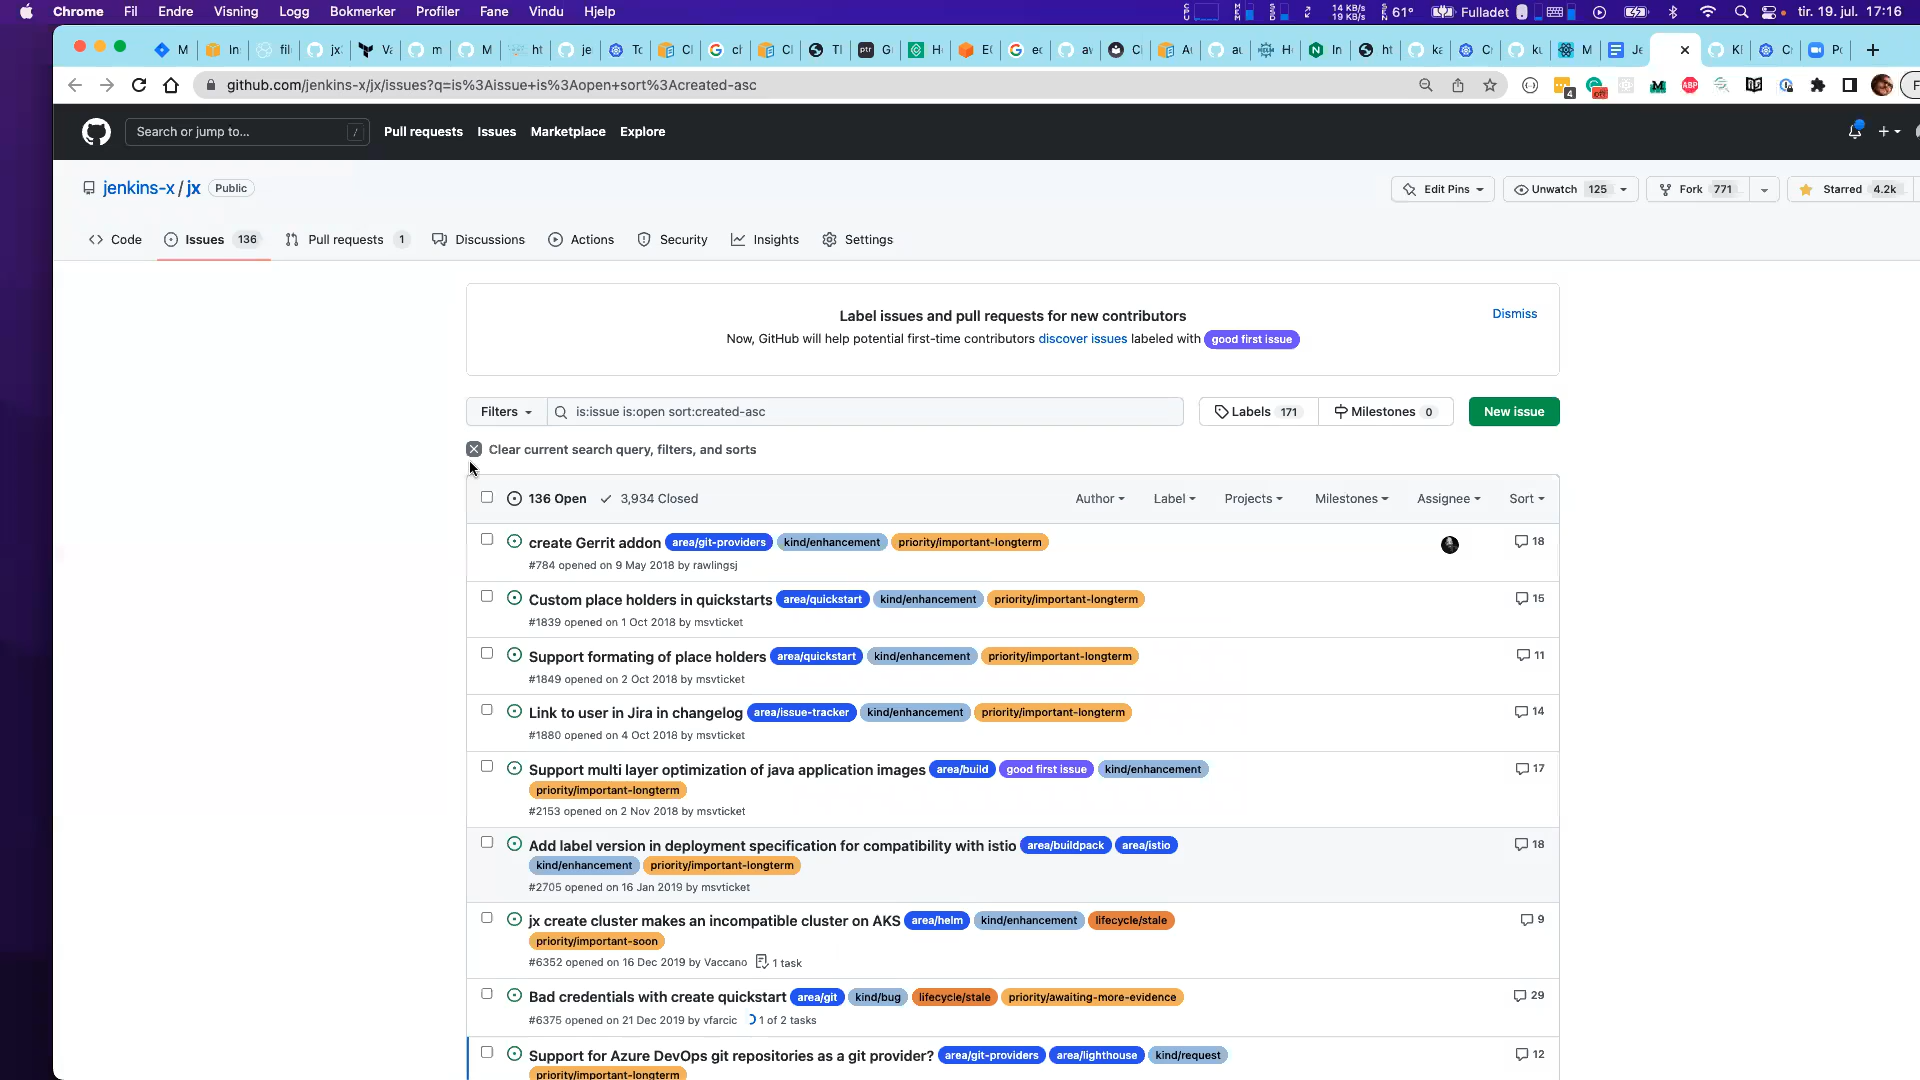 Chrome Fil Endre Visning Logg Bokmerker Profiler Fane Vindu Hjelp 14 KB/s 19 KB/s 61° Fulladet tir. 19. jul. 17:16
github.com/jenkins-x/jx/issues?q=is%3Aissue+is%3Aopen+sort%3Acreated-asc
Search or jump to... / Pull requests Issues Marketplace Explore
jenkins-x / jx Public Edit Pins Unwatch 125 Fork 771 Starred 4.2k
Code Issues 136 Pull requests 1 Discussions Actions Security Insights Settings
Label issues and pull requests for new contributors Dismiss
Now, GitHub will help potential first-time contributors discover issues labeled with good first issue
Filters is:issue is:open sort:created-asc Labels 171 Milestones 0 New issue
Clear current search query, filters, and sorts
136 Open 3,934 Closed Author Label Projects Milestones Assignee Sort
create Gerrit addon area/git-providers kind/enhancement priority/important-longterm 18
#784 opened on 9 May 2018 by rawlingsj
Custom place holders in quickstarts area/quickstart kind/enhancement priority/important-longterm 15
#1839 opened on 1 Oct 2018 by msvticket
Support formating of place holders area/quickstart kind/enhancement priority/important-longterm 11
#1849 opened on 2 Oct 2018 by msvticket
Link to user in Jira in changelog area/issue-tracker kind/enhancement priority/important-longterm 14
#1880 opened on 4 Oct 2018 by msvticket
Support multi layer optimization of java application images area/build good first issue kind/enhancement 17
priority/important-longterm
#2153 opened on 2 Nov 2018 by msvticket
Add label version in deployment specification for compatibility with istio area/buildpack area/istio 18
kind/enhancement priority/important-longterm
#2705 opened on 16 Jan 2019 by msvticket
jx create cluster makes an incompatible cluster on AKS area/helm kind/enhancement lifecycle/stale 9
priority/important-soon
#6352 opened on 16 Dec 2019 by Vaccano 1 task
Bad credentials with create quickstart area/git kind/bug lifecycle/stale priority/awaiting-more-evidence 29
#6375 opened on 21 Dec 2019 by vfarcic 1 of 2 tasks
Support for Azure DevOps git repositories as a git provider? area/git-providers area/lighthouse kind/request 12
priority/important-longterm